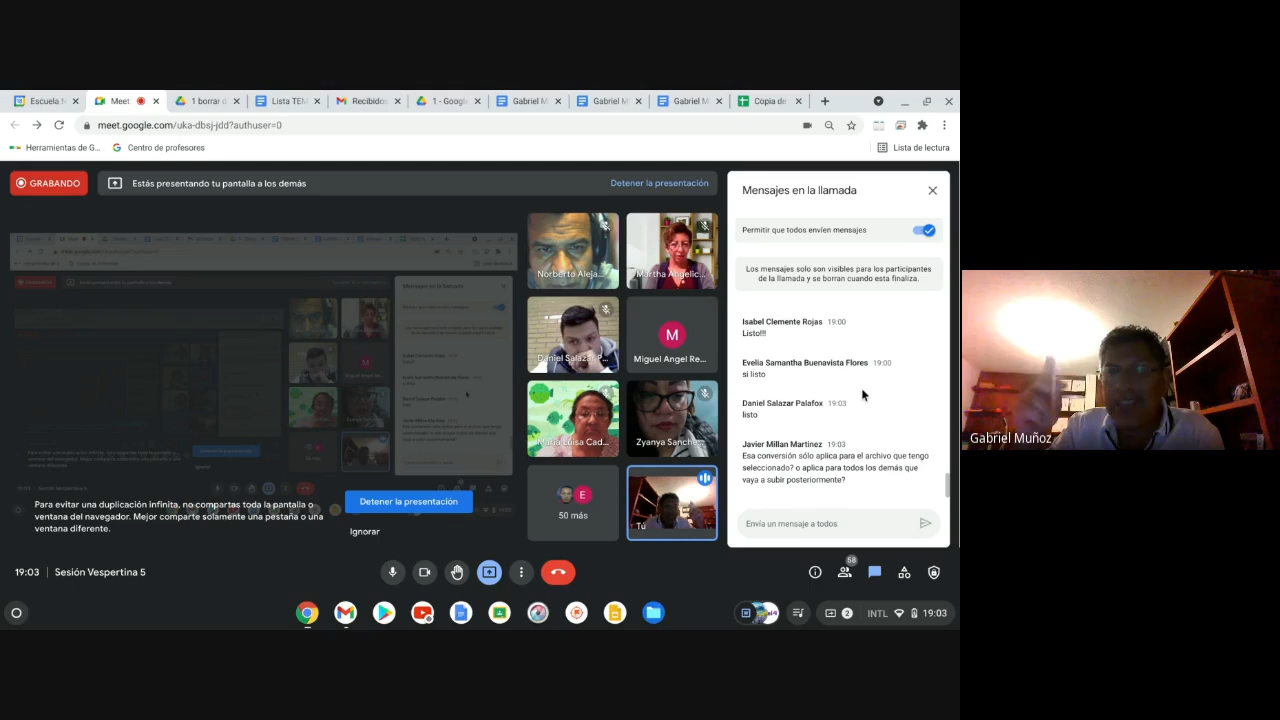 Escuela N
Meet
1 borrar d
Lista TEM
Recibidos
1 - Googl
Gabriel M
Gabriel M
Gabriel M
Copia de
meet.google.com/uka-dbsj-jdd?authuser=0
Herramientas de G...
Centro de profesores
Lista de lectura
GRABANDO
Estás presentando tu pantalla a los demás
Detener la presentación
Mensajes en la llamada
Permitir que todos envíen mensajes
Los mensajes solo son visibles para los participantes
de la llamada y se borran cuando esta finaliza.
Isabel Clemente Rojas 19:00
Listo!!!
Evelia Samantha Buenavista Flores 19:00
si listo
Daniel Salazar Palafox 19:03
listo
Javier Millan Martinez 19:03
Esa conversión sólo aplica para el archivo que tengo
seleccionado? o aplica para todos los demás que
vaya a subir posteriormente?
Envía un mensaje a todos
Norberto Aleja...
Martha Angelic...
Daniel Salazar P...
M
Miguel Angel Re...
Maria Luisa Cad...
Zyanya Sanche...
E
50 más
Tú
Para evitar una duplicación infinita, no compartas toda la pantalla o
ventana del navegador. Mejor comparte solamente una pestaña o una
ventana diferente.
Detener la presentación
Ignorar
19:03 | Sesión Vespertina 5
58
2
INTL
19:03
Gabriel Muñoz